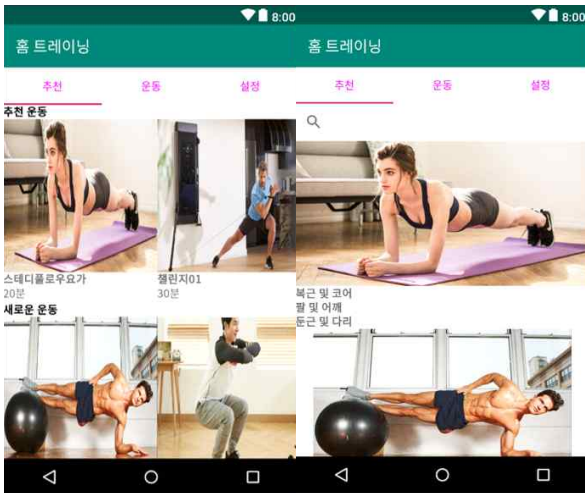 8:00
홈 트레이닝
추천 운동 설정
추천 운동
스테디플로우요가 챌린지01
20분 30분
새로운 운동
8:00
홈 트레이닝
추천 운동 설정
복근 및 코어
팔 및 어깨
둔근 및 다리